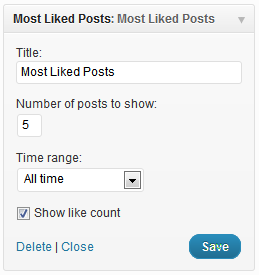 Most Liked Posts: Most Liked Posts
Title:
Most Liked Posts
Number of posts to show:
5
Time range:
All time
Show like count
Delete | Close
Save